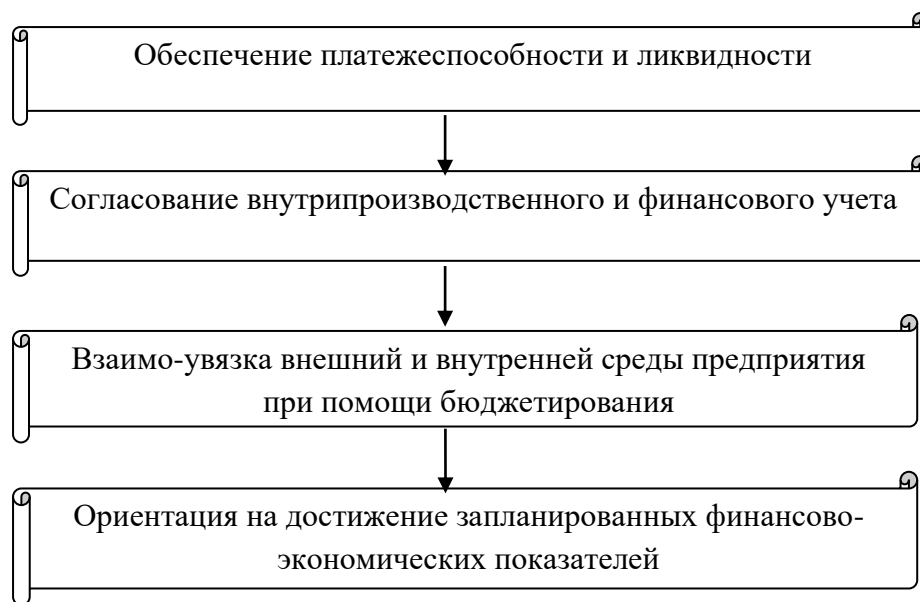 Обеспечение платежеспособности и ликвидности
Согласование внутрипроизводственного и финансового учета
Взаимо-увязка внешний и внутренней среды предприятия
при помощи бюджетирования
Ориентация на достижение запланированных финансово-
экономических показателей